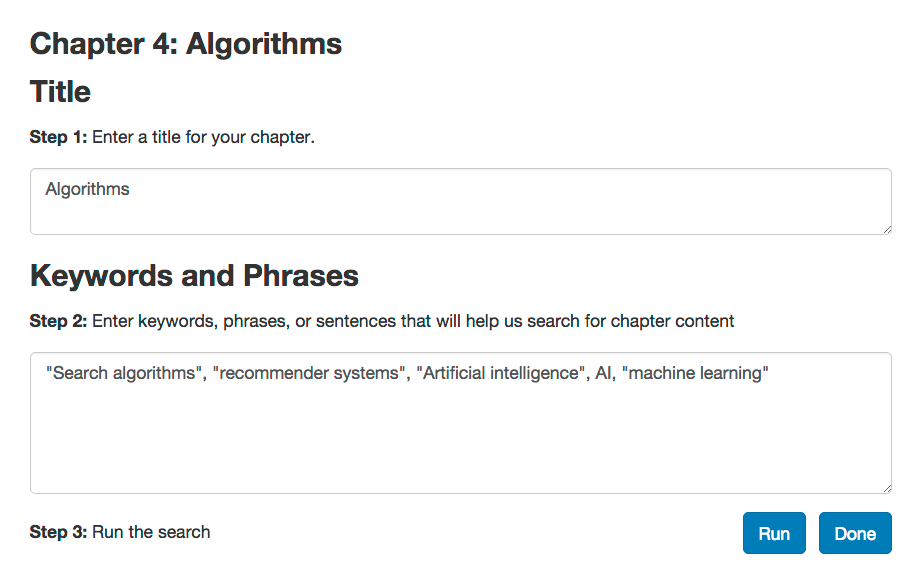 Chapter 4: Algorithms
Title
Step 1: Enter a title for your chapter.
Algorithms
Keywords and Phrases
Step 2: Enter keywords, phrases, or sentences that will help us search for chapter content
"Search algorithms", "recommender systems", "Artificial intelligence", AI, "machine learning"
Step 3: Run the search
Run
Done